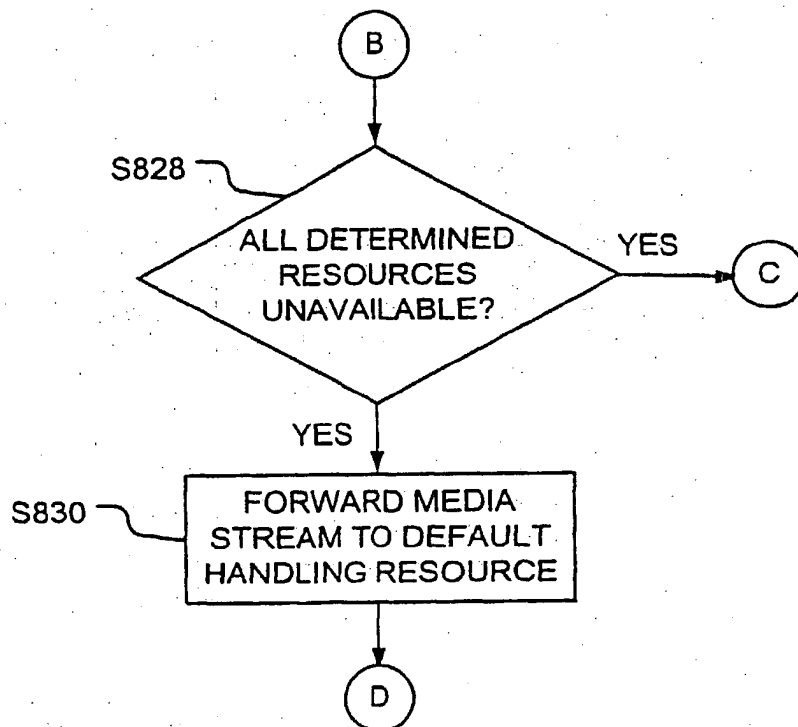 B
S828
ALL DETERMINED
RESOURCES
UNAVAILABLE?
YES
C
YES
S830
FORWARD MEDIA
STREAM TO DEFAULT
HANDLING RESOURCE
D